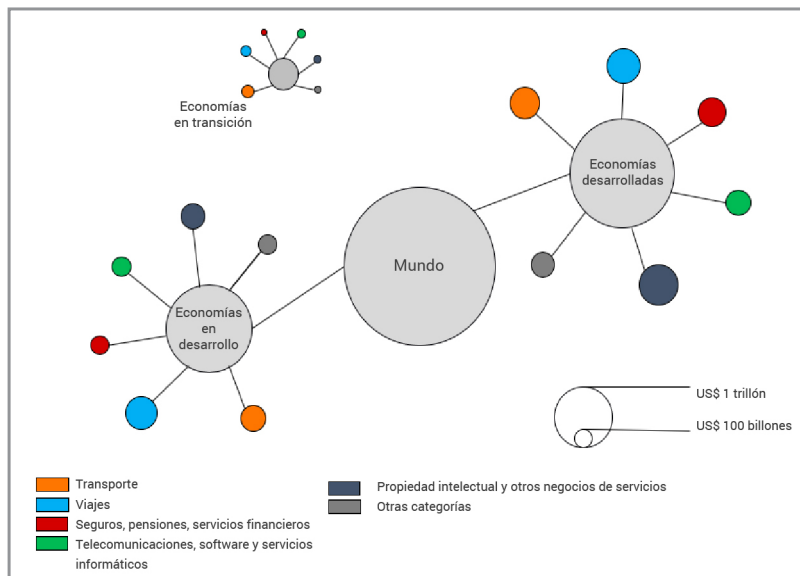 Economías
en transición
Economías
desarrolladas
Mundo
Economías
en
desarrollo
US$ 1 trillón
US$ 100 billones
Transporte
Viajes
Seguros, pensiones, servicios financieros
Telecomunicaciones, software y servicios
informáticos
Propiedad intelectual y otros negocios de servicios
Otras categorías